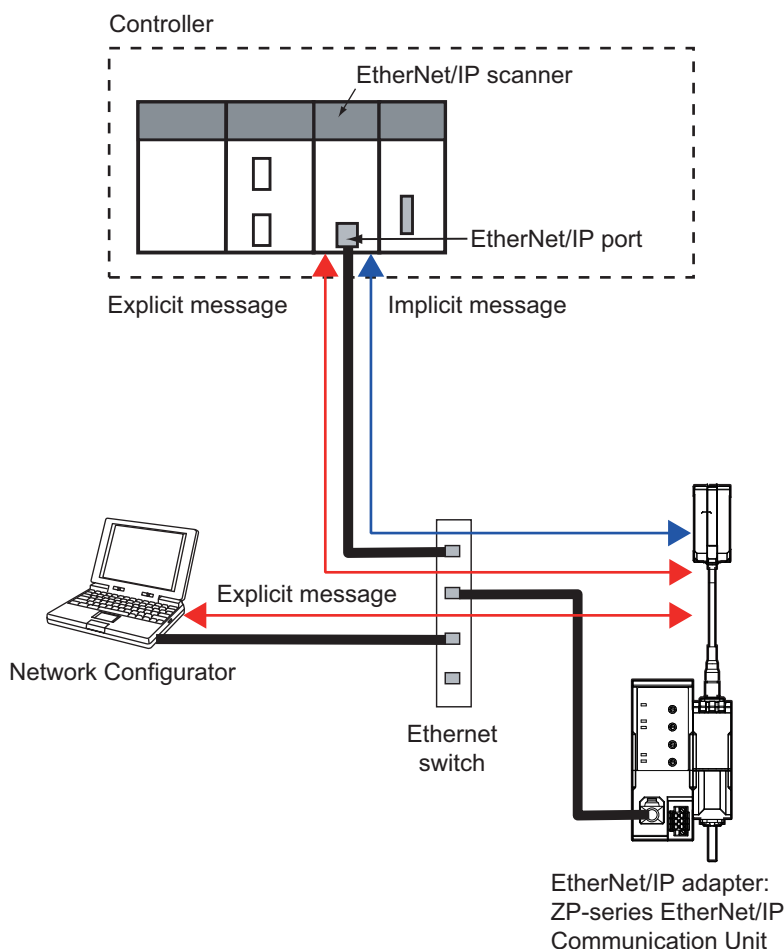 Controller
EtherNet/IP scanner
EtherNet/IP port
Explicit message
Implicit message
Explicit message
Network Configurator
Ethernet
switch
EtherNet/IP adapter:
ZP-series EtherNet/IP
Communication Unit